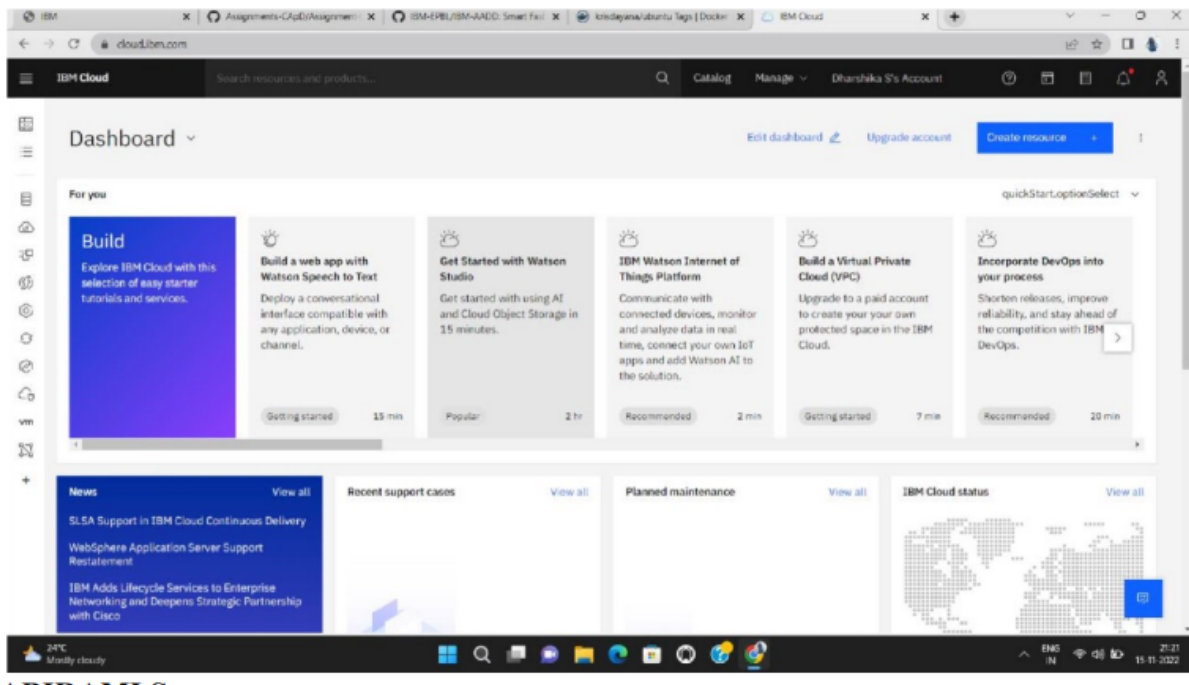 IBM
Assignments-CApD/Assignment
IBM-EPBL/IBM-AADD: Smart Fas
krisdayana/ubuntu Tags | Docker
IBM Cloud
cloud.ibm.com
IBM Cloud
Search resources and products...
Catalog
Manage
Dharshika S's Account
Dashboard
Edit dashboard
Upgrade account
Create resource +
For you
quickStart.optionSelect
Build
Explore IBM Cloud with this
selection of easy starter
tutorials and services.
Build a web app with
Watson Speech to Text
Deploy a conversational
interface compatible with
any application, device, or
channel.
Getting started 15 min
Get Started with Watson
Studio
Get started with using AI
and Cloud Object Storage in
15 minutes.
Popular 2 hr
IBM Watson Internet of
Things Platform
Communicate with
connected devices, monitor
and analyze data in real
time, connect your own IoT
apps and add Watson AI to
the solution.
Recommended 2 min
Build a Virtual Private
Cloud (VPC)
Upgrade to a paid account
to create your your own
protected space in the IBM
Cloud.
Getting started 7 min
Incorporate DevOps into
your process
Shorten releases, improve
reliability, and stay ahead of
the competition with IBM
DevOps.
Recommended 20 min
vm
News View all
SLSA Support in IBM Cloud Continuous Delivery
WebSphere Application Server Support
Restatement
IBM Adds Lifecycle Services to Enterprise
Networking and Deepens Strategic Partnership
with Cisco
Recent support cases View all
Planned maintenance View all
IBM Cloud status View all
24°C
Mostly cloudy
ENG
IN
21:21
15-11-2022